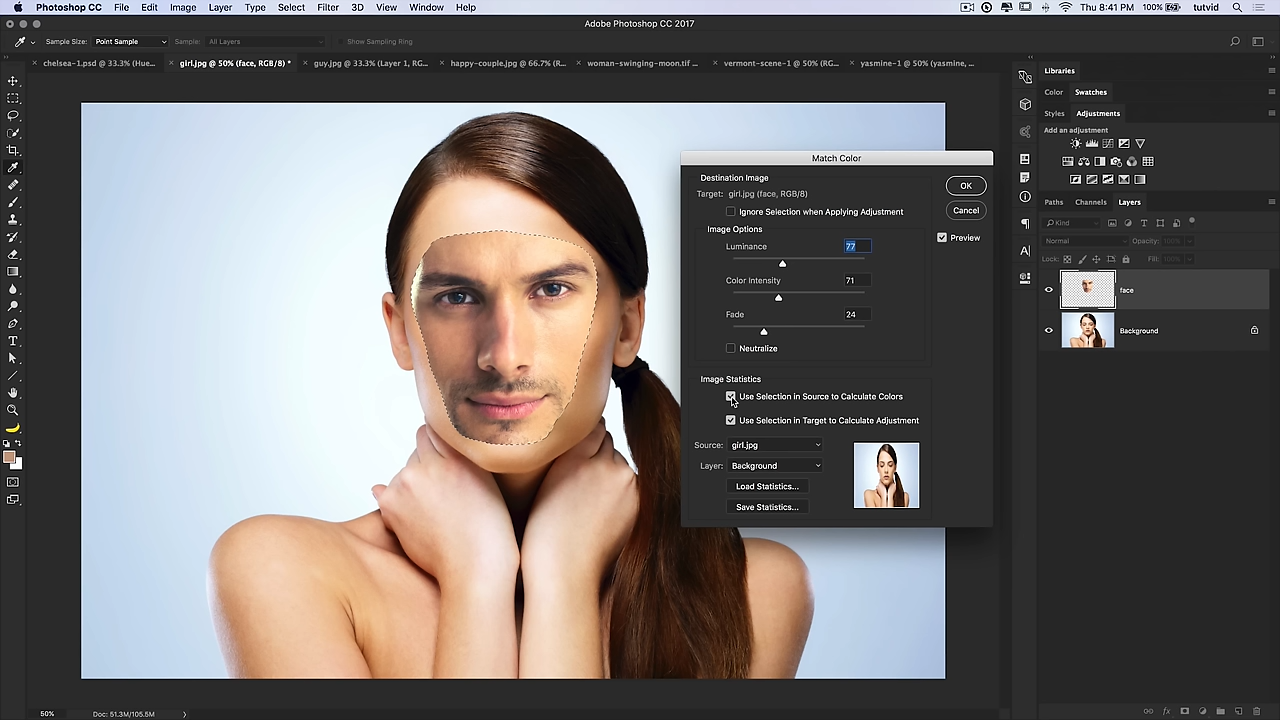 Photoshop CC File Edit Image Layer Type Select Filter 3D View Window Help 100% Thu 8:41 PM tutvid
Adobe Photoshop CC 2017
Sample Size: Point Sample Sample: All Layers Show Sampling Ring
× chelsea-1.psd @ 33.3% (Hue... × girl.jpg @ 50% (face, RGB/8) * × guy.jpg @ 33.3% (Layer 1, RG... × happy-couple.jpg @ 66.7% (R... × woman-swinging-moon.tif ... × vermont-scene-1 @ 50% (RG... × yasmine-1 @ 50% (yasmine, ...
Libraries
Color Swatches
Styles Adjustments
Add an adjustment
Paths Channels Layers
Kind
Normal Opacity: 100%
Lock: Fill: 100%
face
Background
Match Color
Destination Image
Target: girl.jpg (face, RGB/8)
Ignore Selection when Applying Adjustment
OK
Cancel
Preview
Image Options
Luminance 77
Color Intensity 71
Fade 24
Neutralize
Image Statistics
Use Selection in Source to Calculate Colors
Use Selection in Target to Calculate Adjustment
Source: girl.jpg
Layer: Background
Load Statistics...
Save Statistics...
50% Doc: 51.3M/105.5M